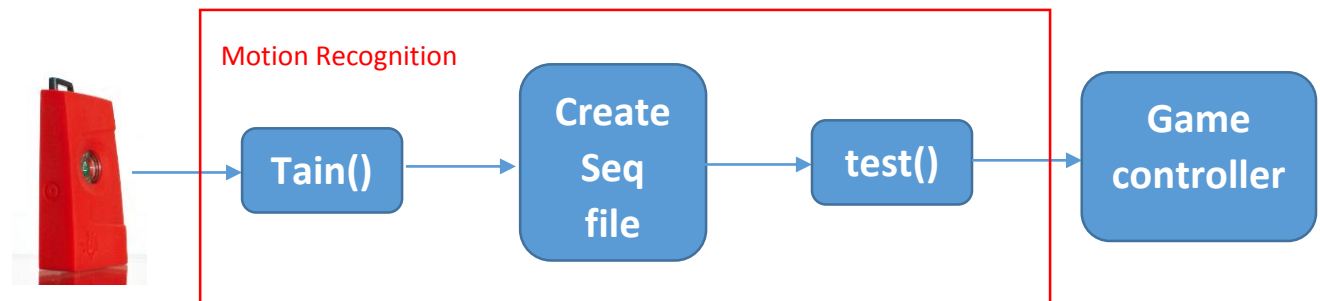 Motion Recognition
Tain()
Create
Seq
file
test()
Game
controller